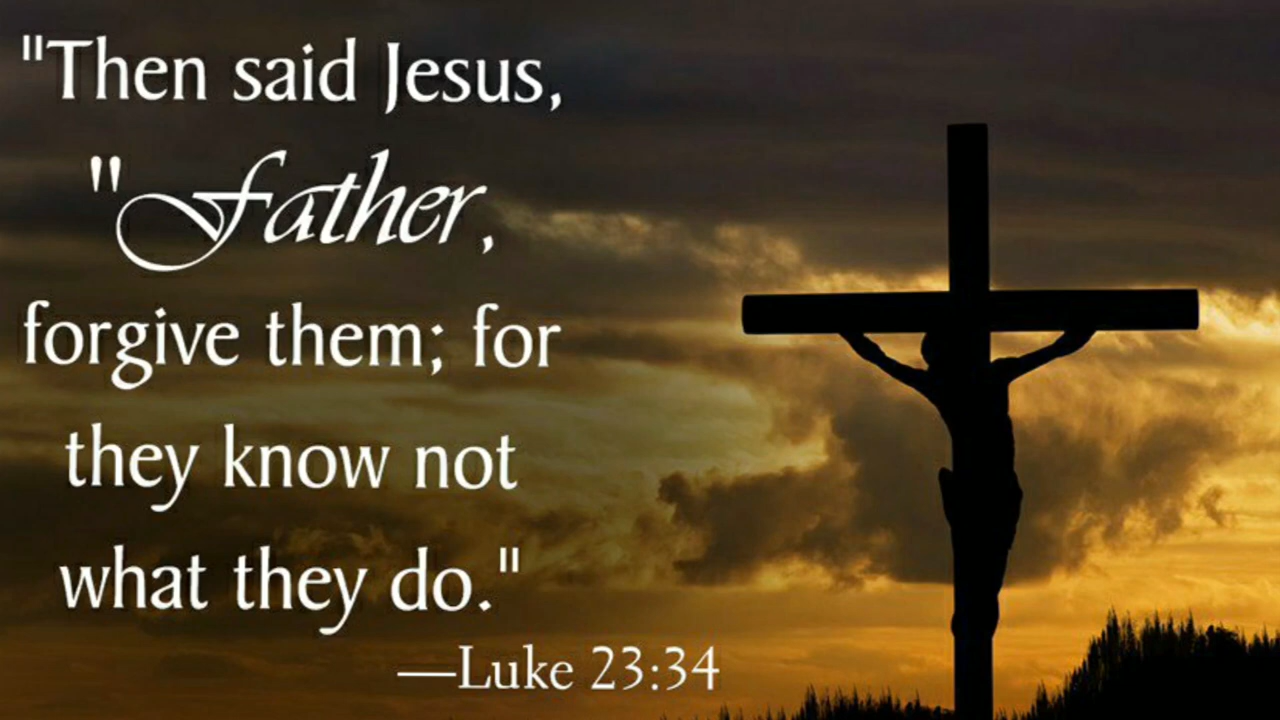 "Then said Jesus,
"Father,
forgive them; for
they know not
what they do."
—Luke 23:34